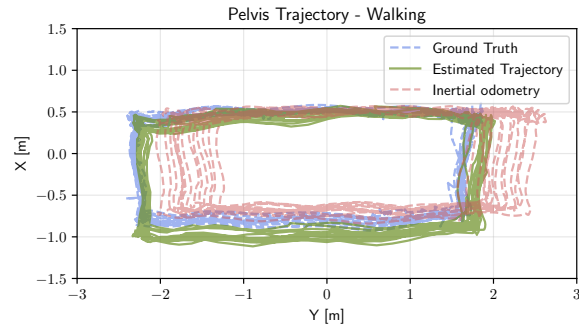 Pelvis Trajectory - Walking
1.5
1.0
0.5
0.0
−0.5
−1.0
−1.5
X [m]
Ground Truth
Estimated Trajectory
Inertial odometry
−3
−2
−1
0
1
2
3
Y [m]